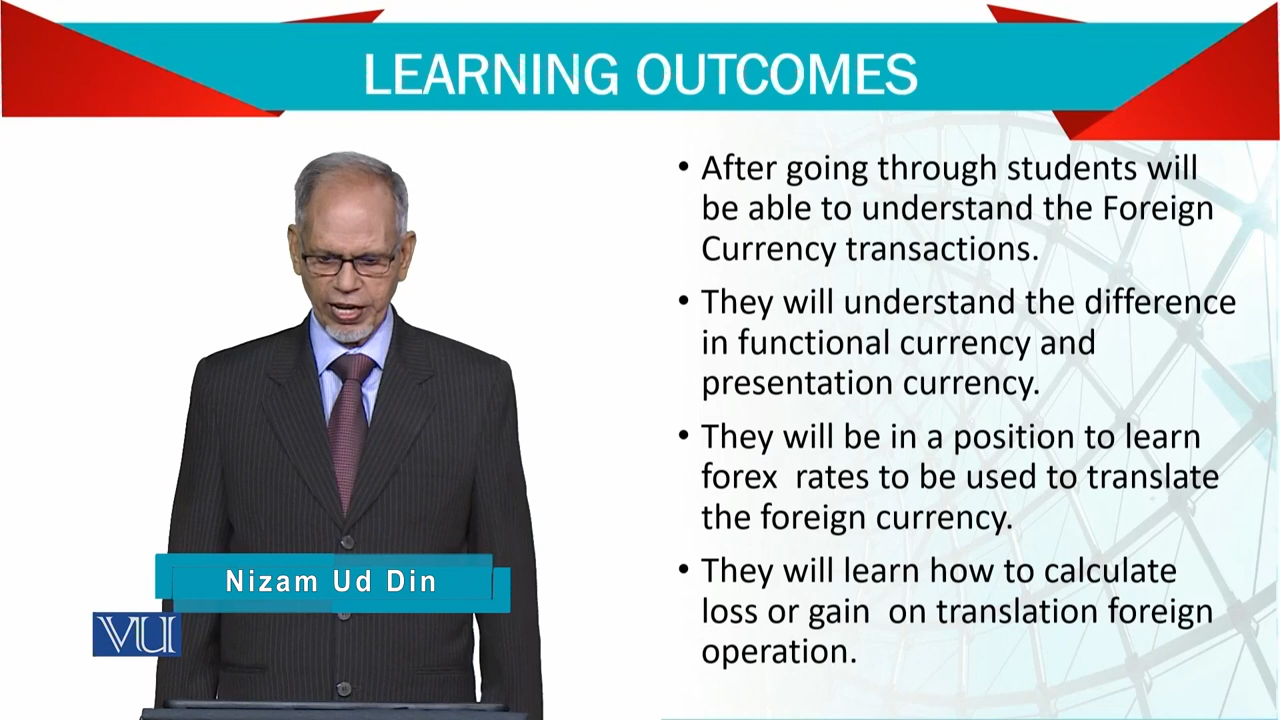 LEARNING OUTCOMES
• After going through students will
be able to understand the Foreign
Currency transactions.
• They will understand the difference
in functional currency and
presentation currency.
• They will be in a position to learn
forex  rates to be used to translate
the foreign currency.
• They will learn how to calculate
loss or gain  on translation foreign
operation.
Nizam Ud Din
VU